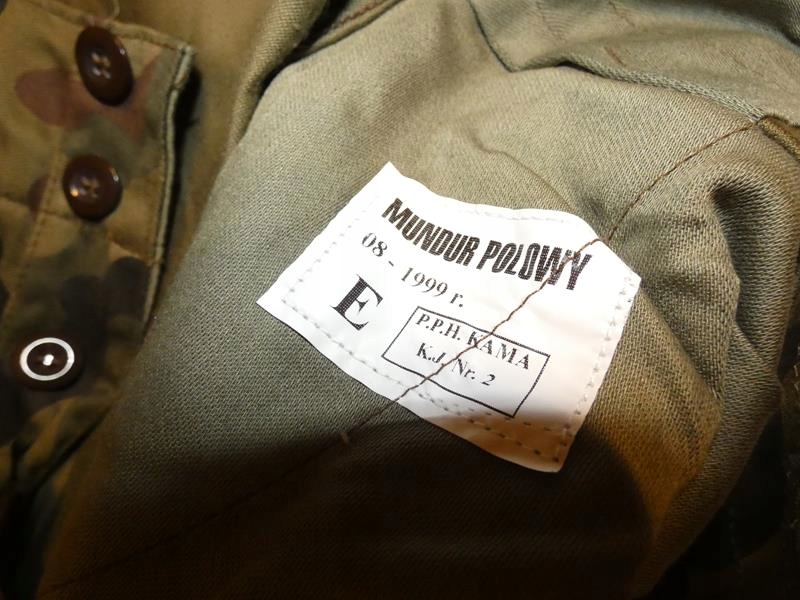 MUNDUR POLOWY
08 - 1999 r.
E
P.P.H. KAMA
K.J. Nr. 2